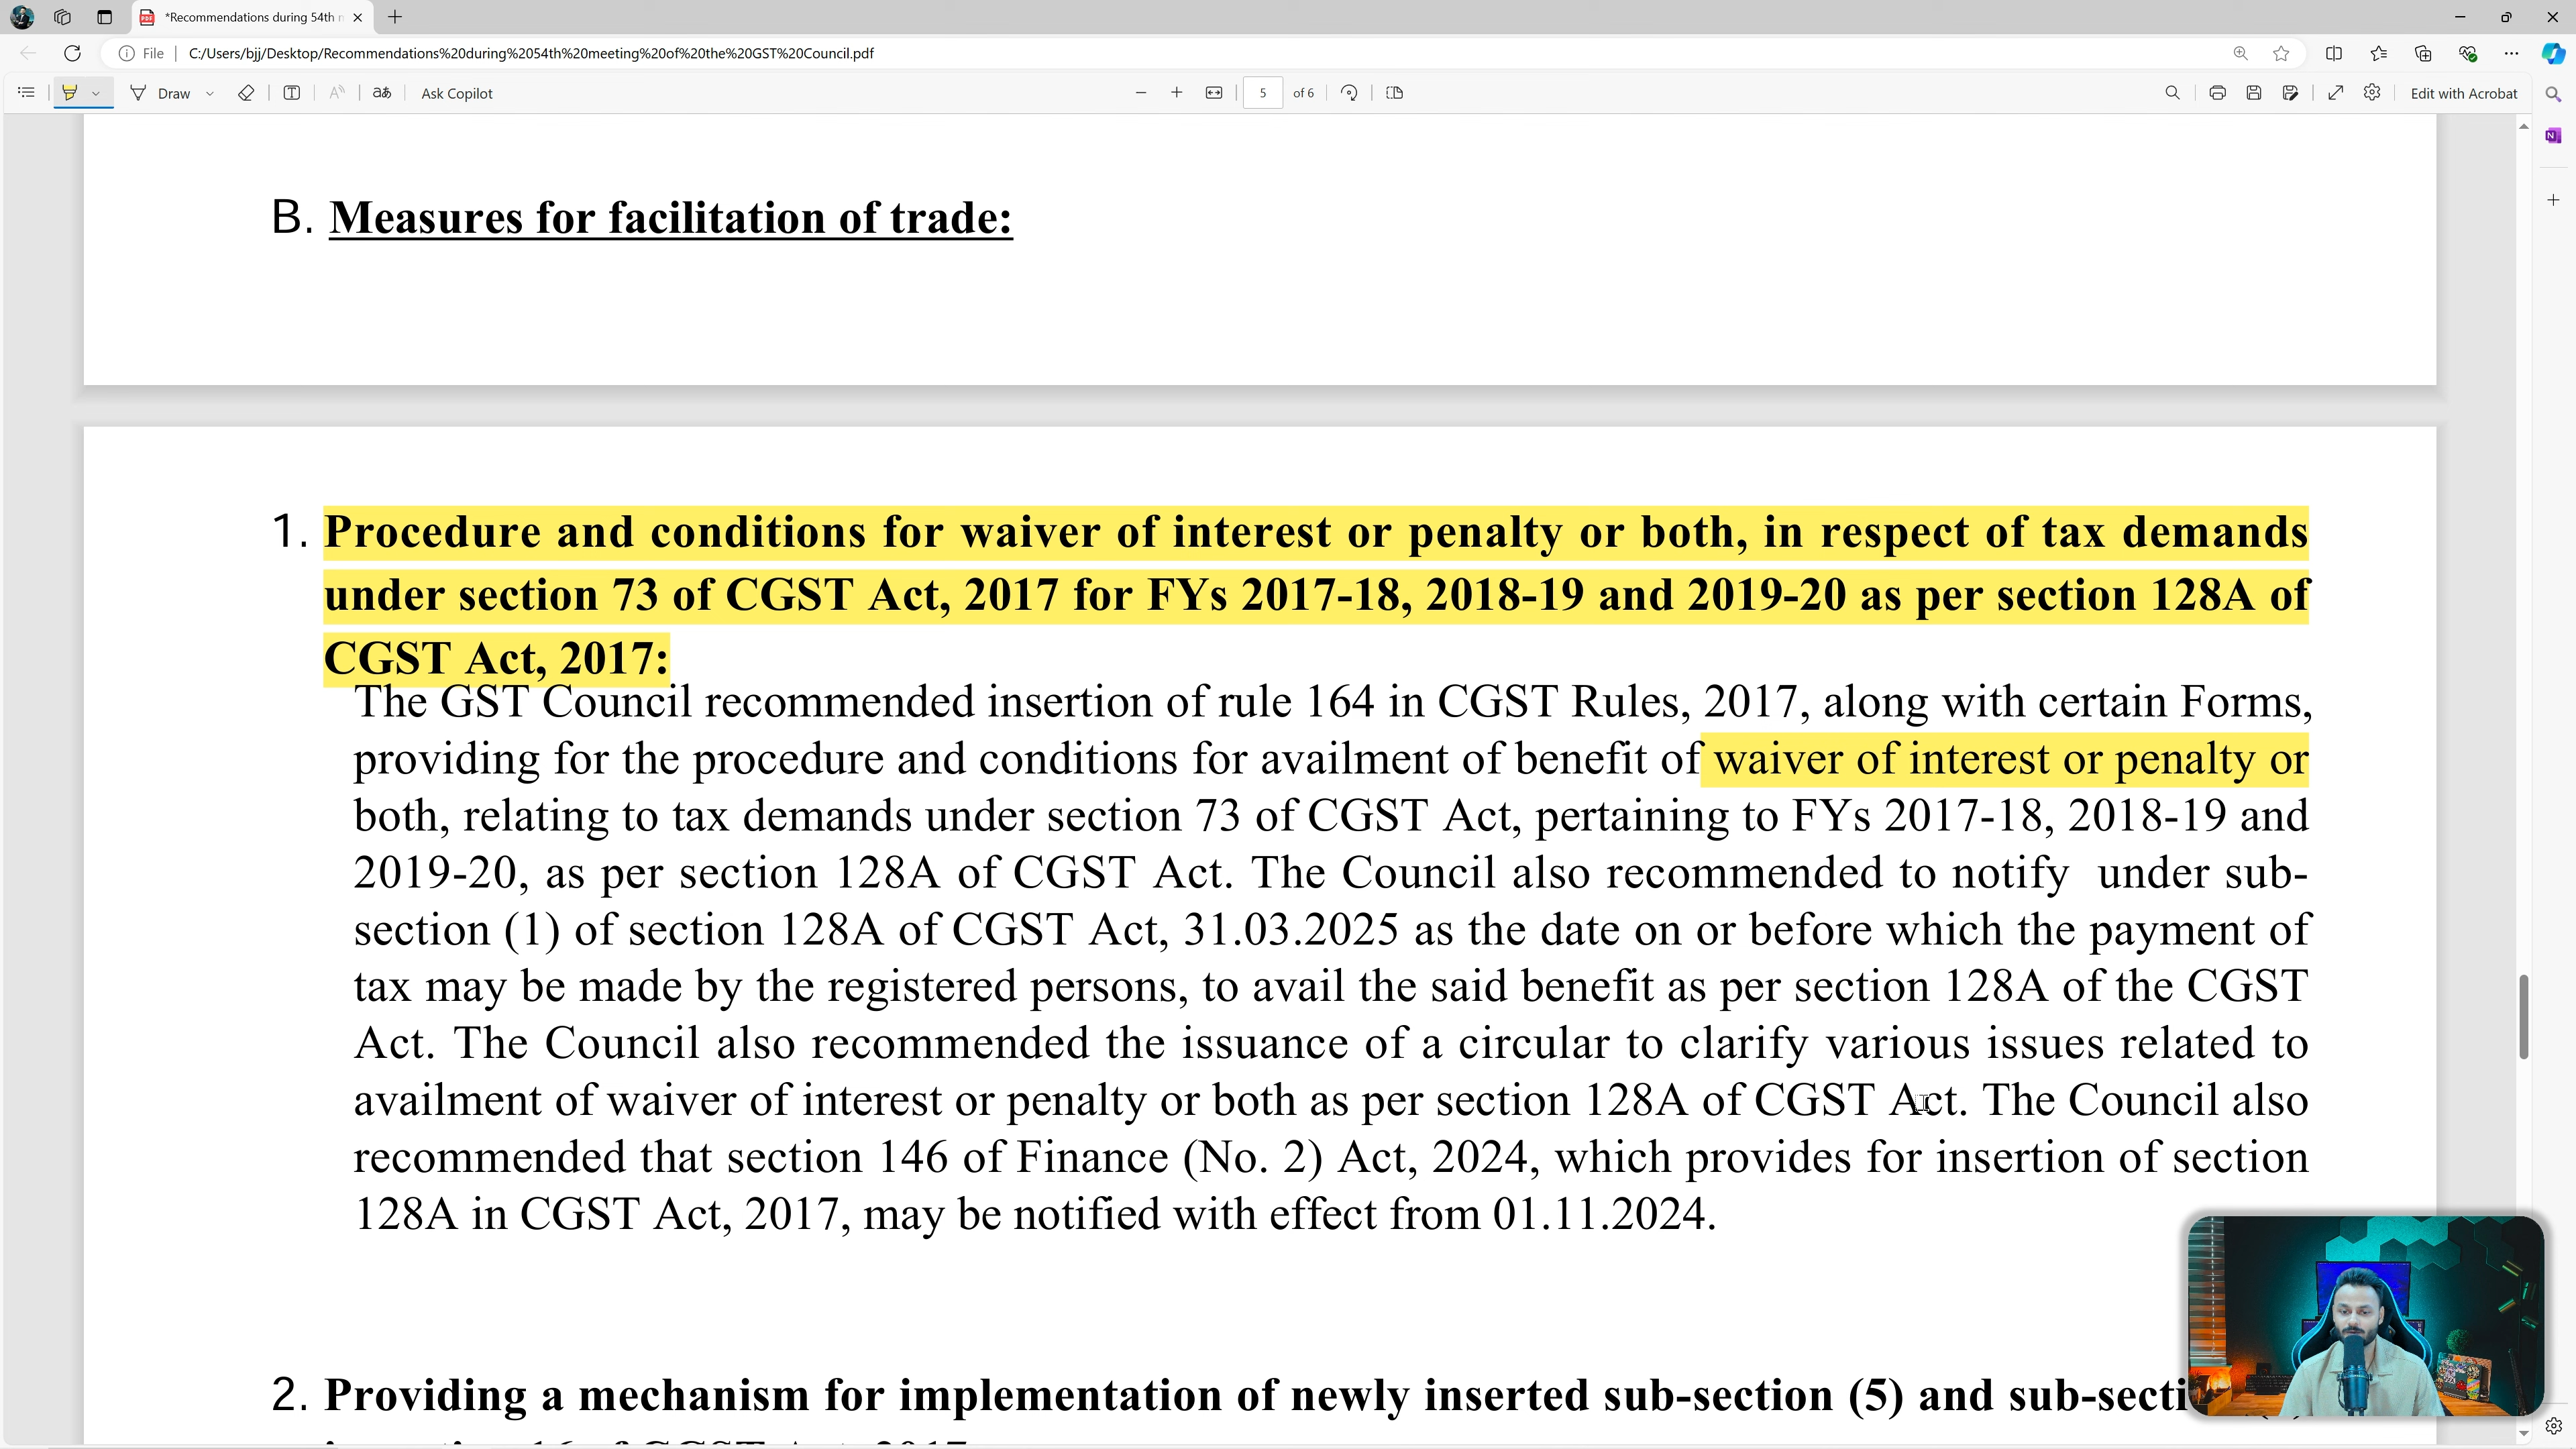 *Recommendations during 54th
File
C:/Users/bjj/Desktop/Recommendations%20during%2054th%20meeting%20of%20the%20GST%20Council.pdf
Draw
aあ
Ask Copilot
5
of 6
Edit with Acrobat
B. Measures for facilitation of trade:
1. Procedure and conditions for waiver of interest or penalty or both, in respect of tax demands
under section 73 of CGST Act, 2017 for FYs 2017-18, 2018-19 and 2019-20 as per section 128A of
CGST Act, 2017:
The GST Council recommended insertion of rule 164 in CGST Rules, 2017, along with certain Forms,
providing for the procedure and conditions for availment of benefit of waiver of interest or penalty or
both, relating to tax demands under section 73 of CGST Act, pertaining to FYs 2017-18, 2018-19 and
2019-20, as per section 128A of CGST Act. The Council also recommended to notify under sub-
section (1) of section 128A of CGST Act, 31.03.2025 as the date on or before which the payment of
tax may be made by the registered persons, to avail the said benefit as per section 128A of the CGST
Act. The Council also recommended the issuance of a circular to clarify various issues related to
availment of waiver of interest or penalty or both as per section 128A of CGST Act. The Council also
recommended that section 146 of Finance (No. 2) Act, 2024, which provides for insertion of section
128A in CGST Act, 2017, may be notified with effect from 01.11.2024.
2. Providing a mechanism for implementation of newly inserted sub-section (5) and